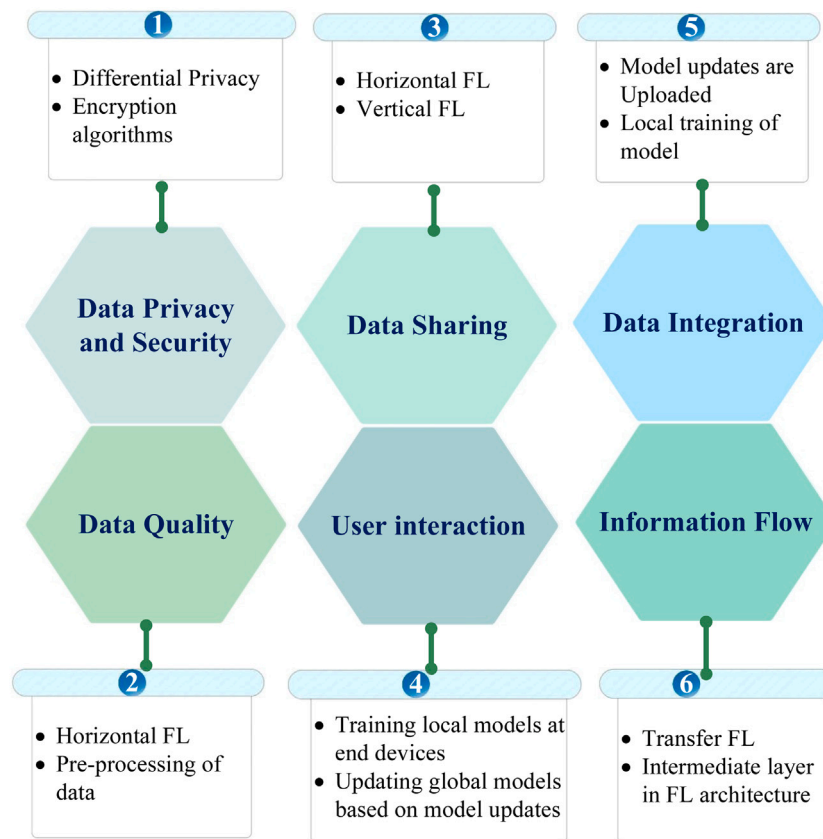 1
• Differential Privacy
• Encryption
algorithms
Data Privacy
and Security
3
• Horizontal FL
• Vertical FL
Data Sharing
5
• Model updates are
Uploaded
• Local training of
model
Data Integration
Data Quality
2
• Horizontal FL
• Pre-processing of
data
User interaction
4
• Training local models at
end devices
• Updating global models
based on model updates
Information Flow
6
• Transfer FL
• Intermediate layer
in FL architecture